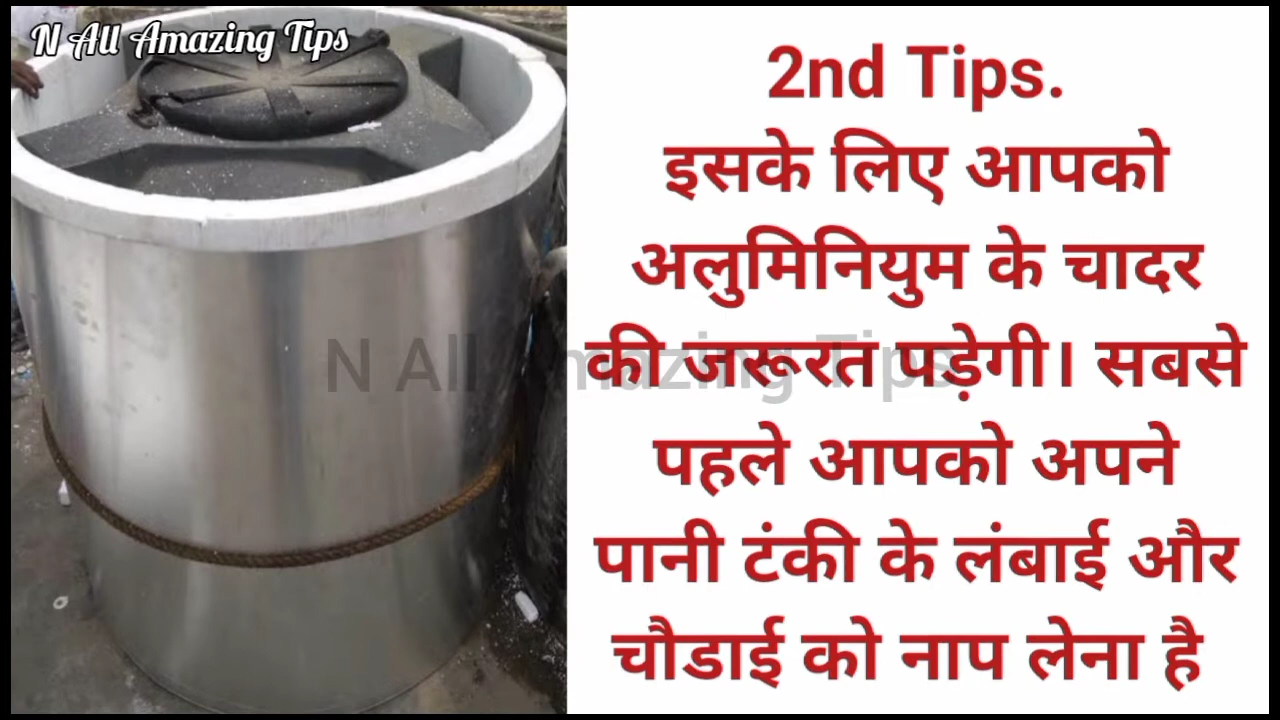 N All Amazing Tips
2nd Tips.
इसके लिए आपको
अलुमिनियुम के चादर
की जरूरत पड़ेगी। सबसे
पहले आपको अपने
पानी टंकी के लंबाई और
चौडाई को नाप लेना है
N All Amazing Tips